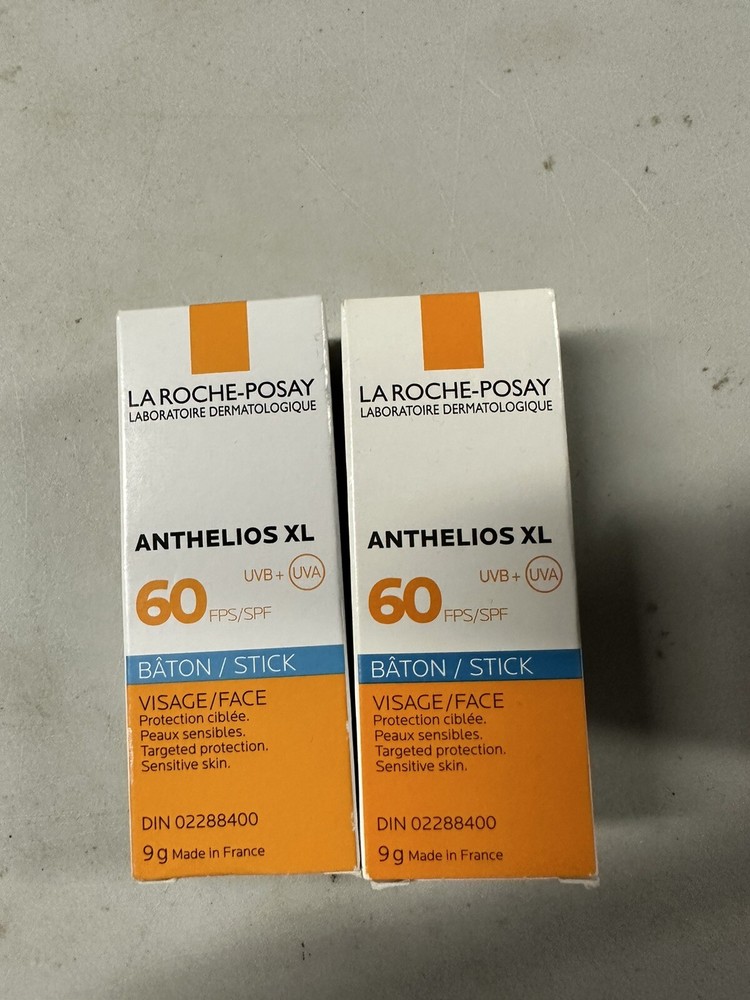 LA ROCHE-POSAY
LABORATOIRE DERMATOLOGIQUE
ANTHELIOS XL
UVB + UVA
60 FPS/SPF
BÂTON / STICK
VISAGE/FACE
Protection ciblée.
Peaux sensibles.
Targeted protection.
Sensitive skin.
DIN 02288400
9 g Made in France
LA ROCHE-POSAY
LABORATOIRE DERMATOLOGIQUE
ANTHELIOS XL
UVB + UVA
60 FPS/SPF
BÂTON / STICK
VISAGE/FACE
Protection ciblée.
Peaux sensibles.
Targeted protection.
Sensitive skin.
DIN 02288400
9 g Made in France